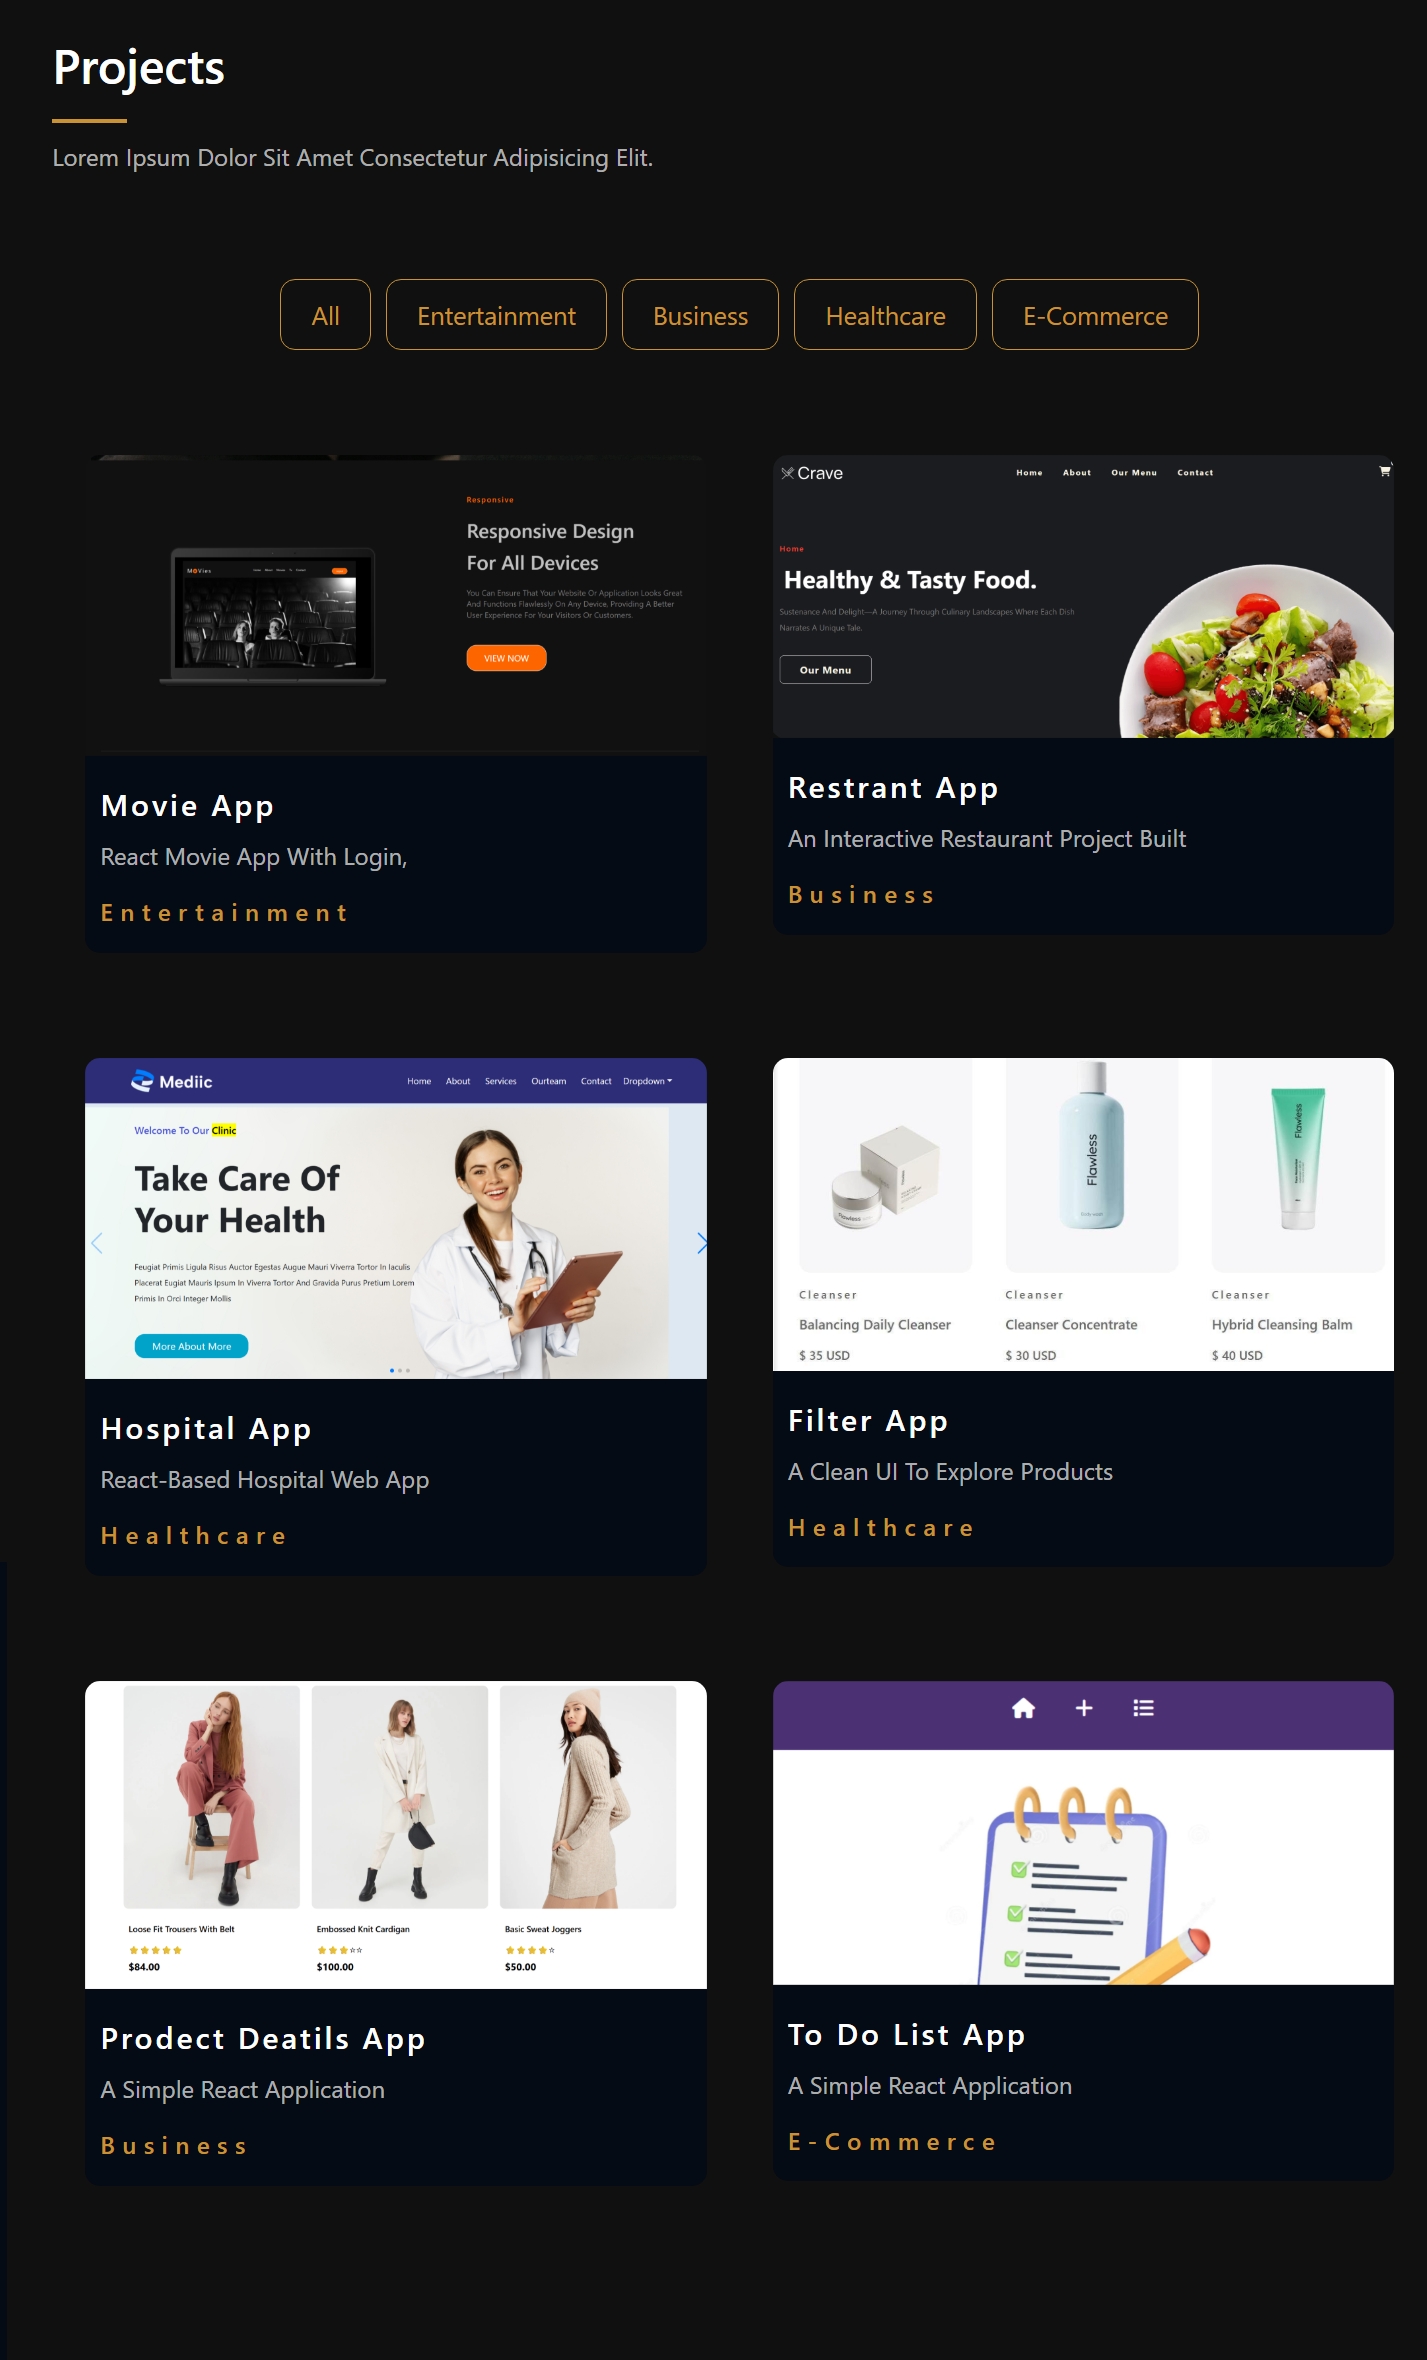 Projects
Lorem Ipsum Dolor Sit Amet Consectetur Adipisicing Elit.
All
Entertainment
Business
Healthcare
E-Commerce
MOVies
Responsive
Responsive Design
For All Devices
You Can Ensure That Your Website Or Application Looks Great
And Functions Flawlessly On Any Device, Providing A Better
User Experience For Your Visitors Or Customers.
VIEW NOW
Movie App
React Movie App With Login,
Entertainment
Crave
Home About Our Menu Contact
Home
Healthy & Tasty Food.
Sustenance And Delight—A Journey Through Culinary Landscapes Where Each Dish
Narrates A Unique Tale.
Our Menu
Restrant App
An Interactive Restaurant Project Built
Business
Mediic
Home About Services Ourteam Contact Dropdown
Welcome To Our Clinic
Take Care Of
Your Health
Feugiat Primis Ligula Risus Auctor Egestas Augue Mauri Viverra Tortor In Iaculis
Placerat Eugiat Mauris Ipsum In Viverra Tortor And Gravida Purus Pretium Lorem
Primis In Orci Integer Mollis
More About More
Hospital App
React-Based Hospital Web App
Healthcare
Flawless
Flawless
Flawless
Cleanser
Balancing Daily Cleanser
$ 35 USD
Cleanser
Cleanser Concentrate
$ 30 USD
Cleanser
Hybrid Cleansing Balm
$ 40 USD
Filter App
A Clean UI To Explore Products
Healthcare
Loose Fit Trousers With Belt
$84.00
Embossed Knit Cardigan
$100.00
Basic Sweat Joggers
$50.00
Prodect Deatils App
A Simple React Application
Business
To Do List App
A Simple React Application
E-Commerce